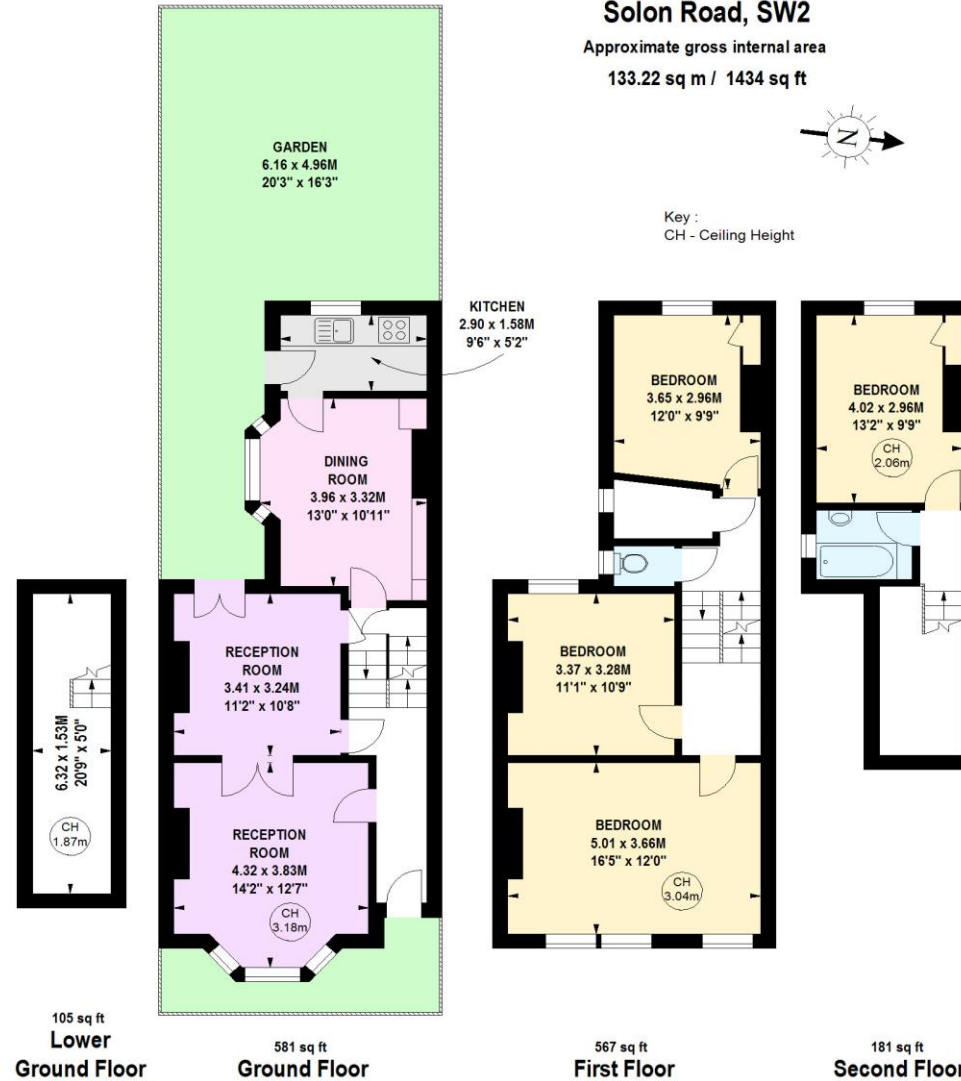 Solon Road, SW2
Approximate gross internal area
133.22 sq m / 1434 sq ft
N
Key :
CH - Ceiling Height
GARDEN
6.16 x 4.96M
20'3" x 16'3"
KITCHEN
2.90 x 1.58M
9'6" x 5'2"
DINING
ROOM
3.96 x 3.32M
13'0" x 10'11"
RECEPTION
ROOM
3.41 x 3.24M
11'2" x 10'8"
RECEPTION
ROOM
4.32 x 3.83M
14'2" x 12'7"
CH
3.18m
6.32 x 1.53M
20'9" x 5'0"
CH
1.87m
BEDROOM
3.65 x 2.96M
12'0" x 9'9"
BEDROOM
3.37 x 3.28M
11'1" x 10'9"
BEDROOM
5.01 x 3.66M
16'5" x 12'0"
CH
3.04m
BEDROOM
4.02 x 2.96M
13'2" x 9'9"
CH
2.06m
105 sq ft
Lower
Ground Floor
581 sq ft
Ground Floor
567 sq ft
First Floor
181 sq ft
Second Floor